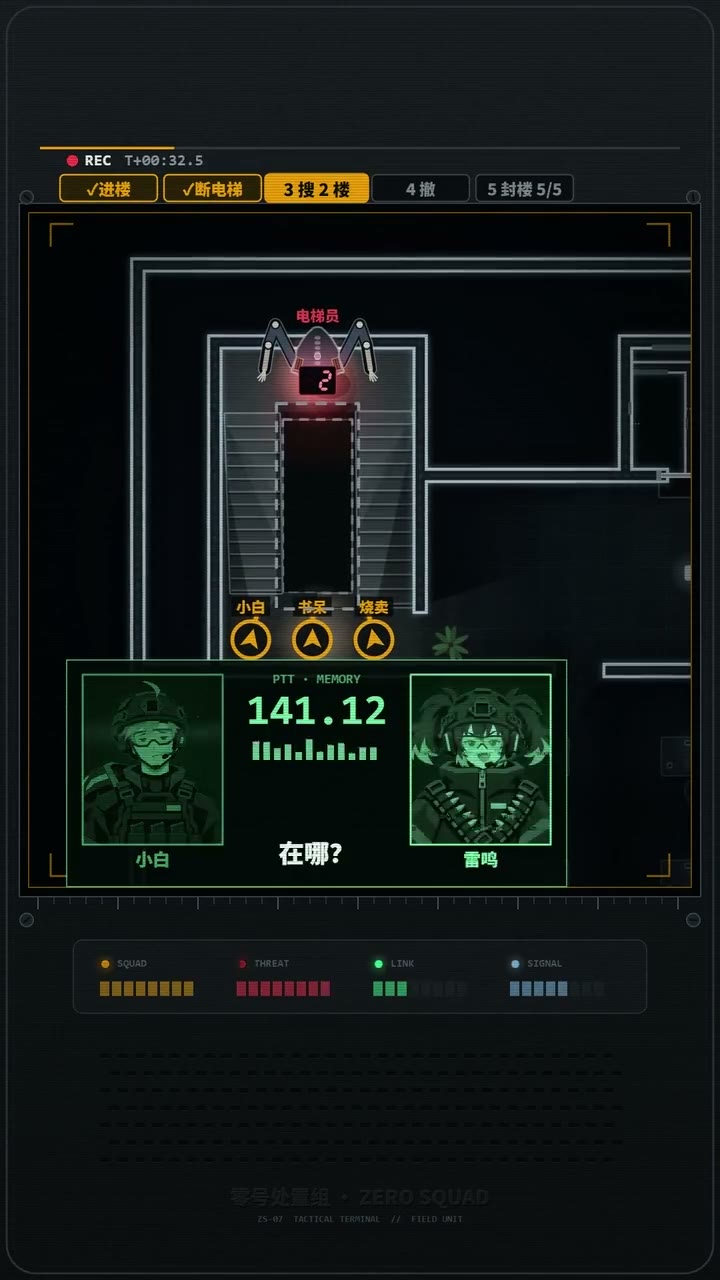 REC T+00:32.5
✓进楼 ✓断电梯 3 搜 2 楼 4 撤 5 封楼 5/5
电梯员
2
小白 书呆 烧卖
PTT · MEMORY
141.12
在哪?
小白 雷鸣
SQUAD THREAT LINK SIGNAL
零号处置组 · ZERO SQUAD
ZS-07 TACTICAL TERMINAL // FIELD UNIT